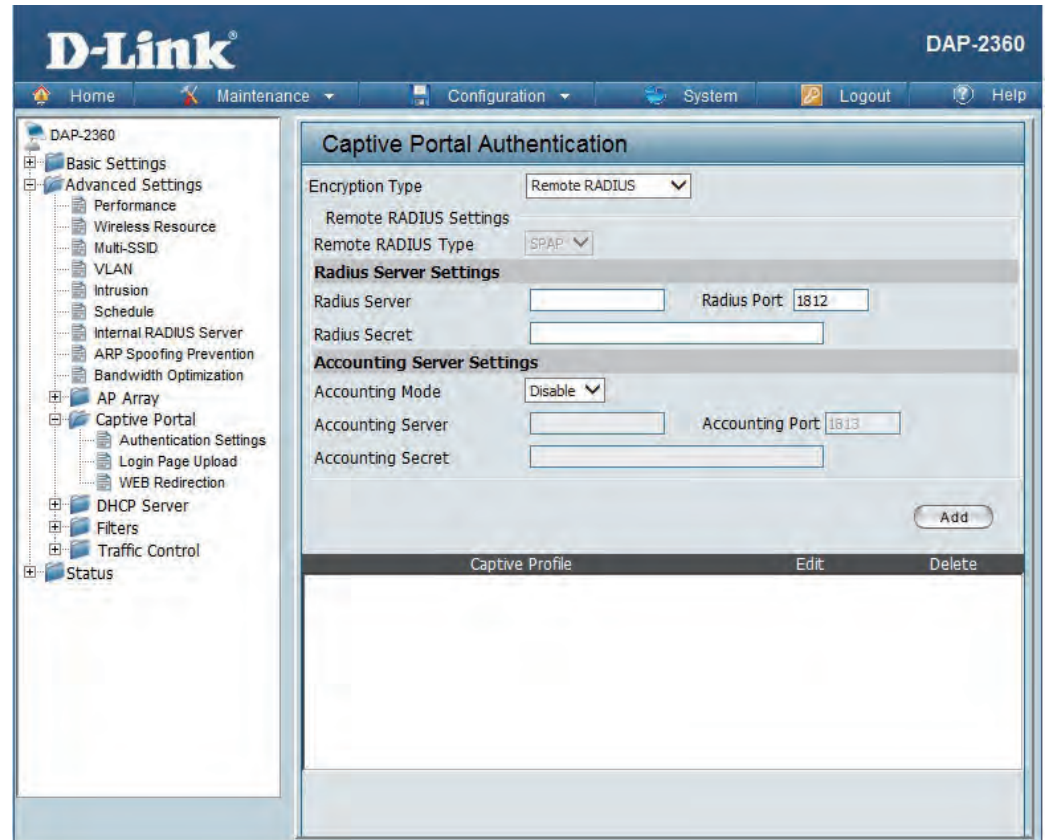 D-Link®
DAP-2360
Home Maintenance Configuration System Logout Help
DAP-2360
Basic Settings
Advanced Settings
Performance
Wireless Resource
Multi-SSID
VLAN
Intrusion
Schedule
Internal RADIUS Server
ARP Spoofing Prevention
Bandwidth Optimization
AP Array
Captive Portal
Authentication Settings
Login Page Upload
WEB Redirection
DHCP Server
Filters
Traffic Control
Status
Captive Portal Authentication
Encryption Type Remote RADIUS
Remote RADIUS Settings
Remote RADIUS Type SPAP
Radius Server Settings
Radius Server Radius Port 1812
Radius Secret
Accounting Server Settings
Accounting Mode Disable
Accounting Server Accounting Port 1813
Accounting Secret
Add
Captive Profile Edit Delete